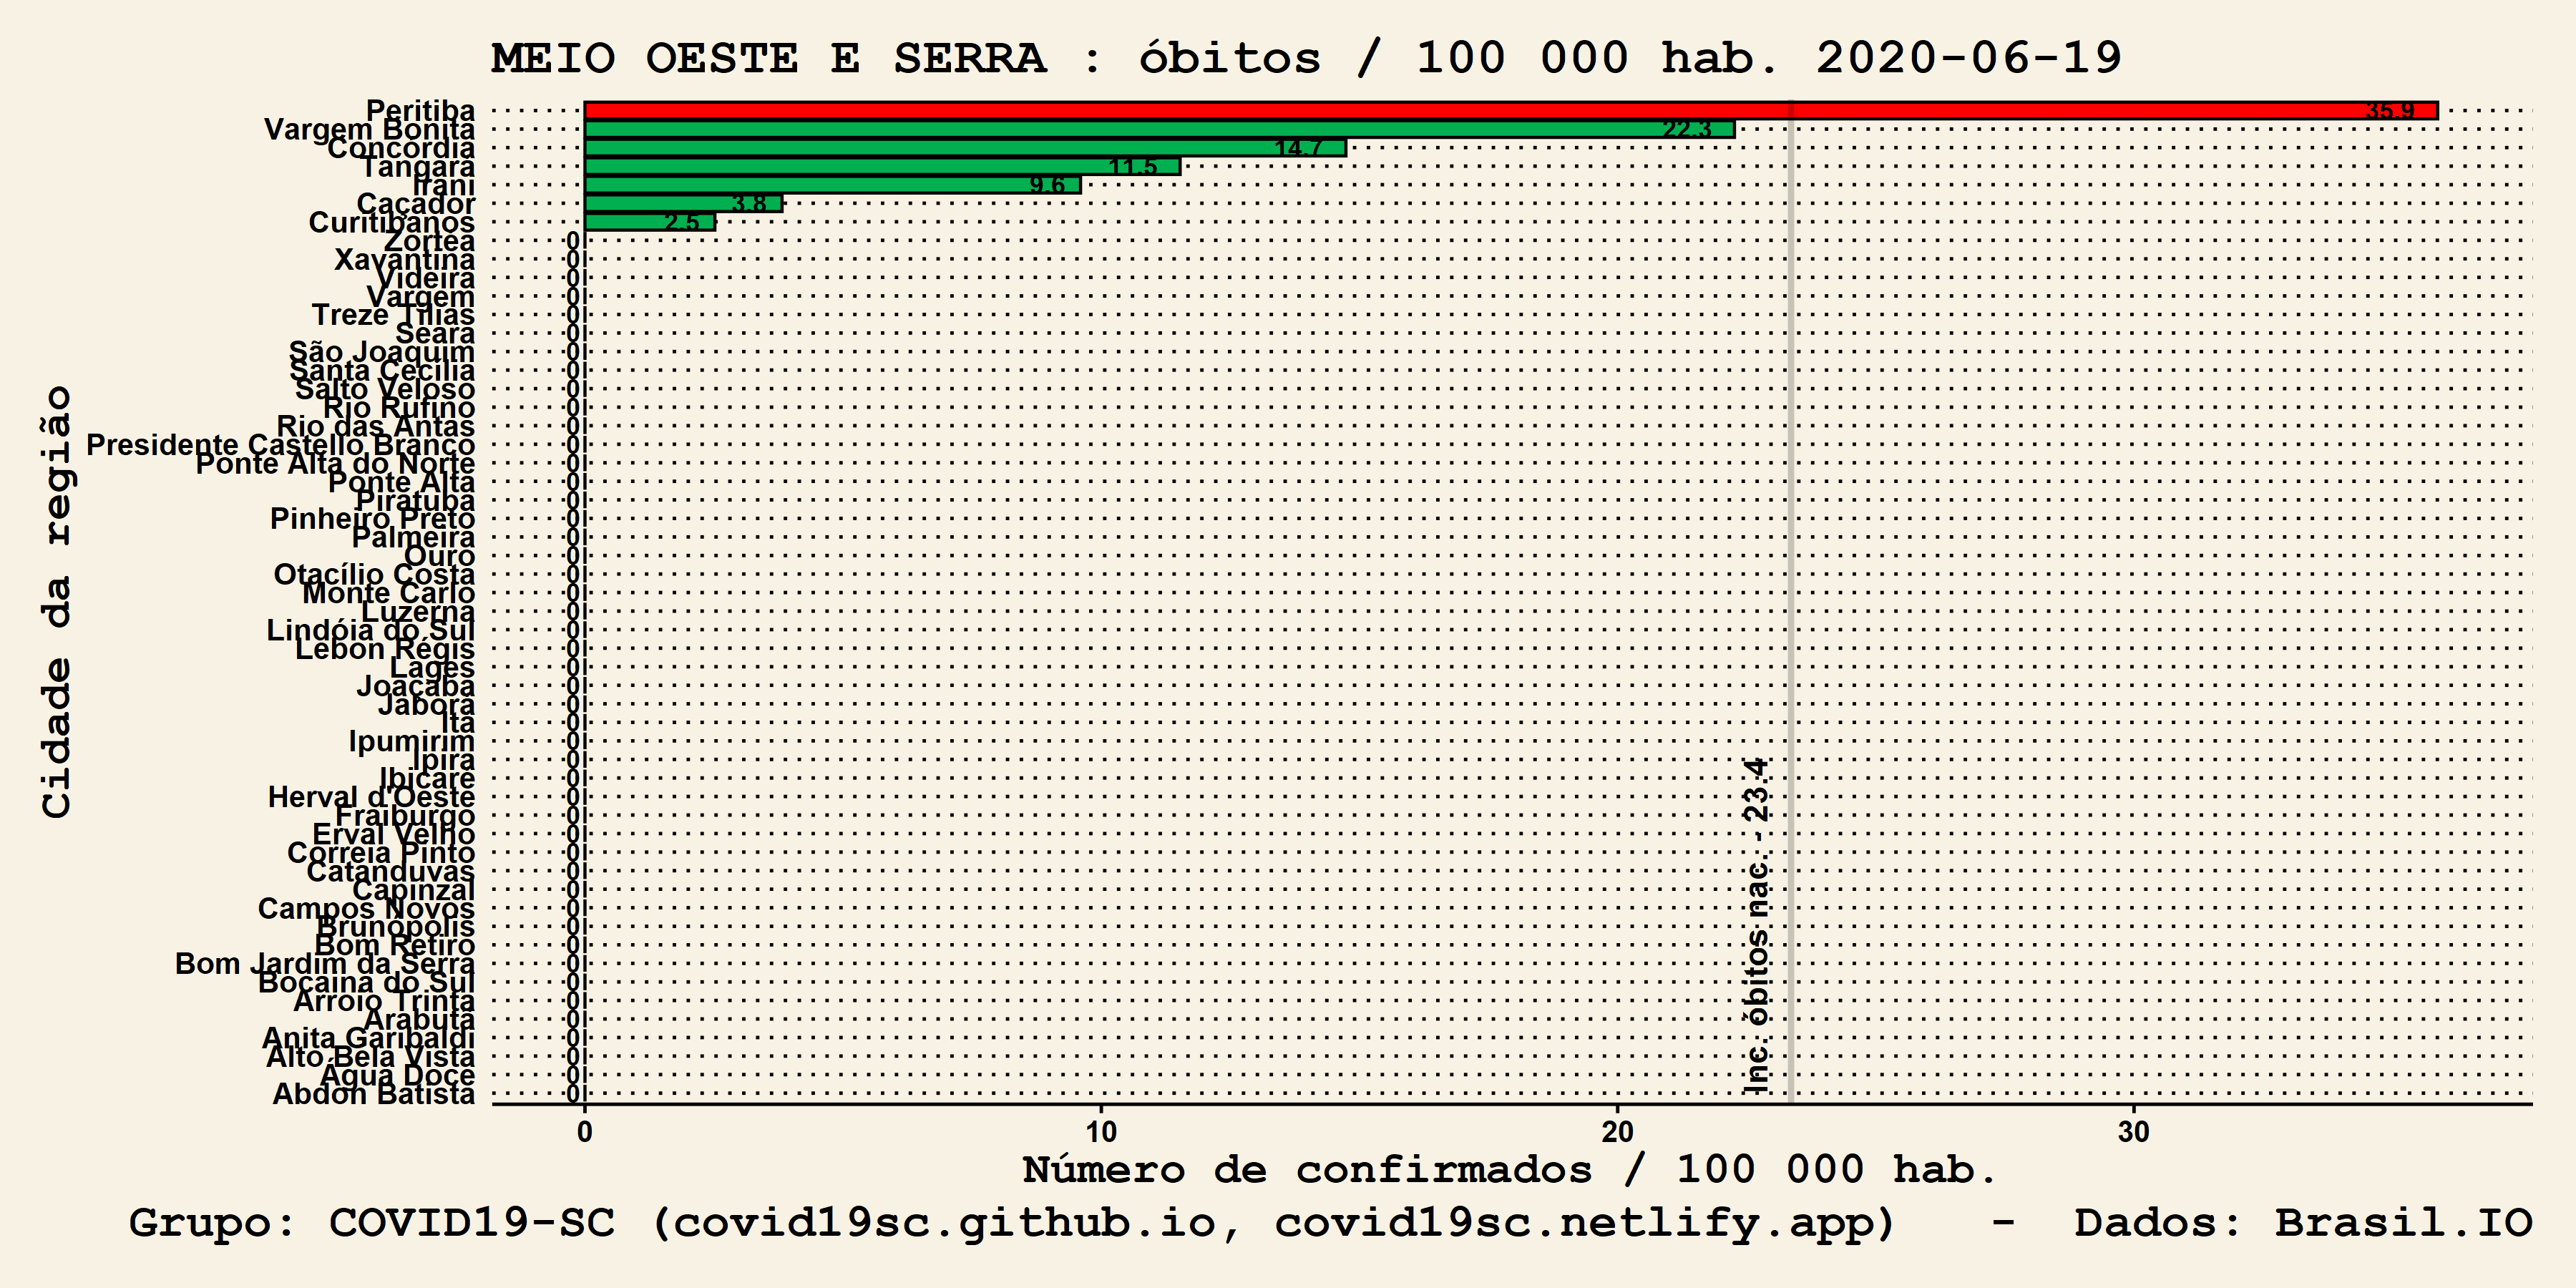 MEIO OESTE E SERRA : óbitos / 100 000 hab. 2020-06-19
Cidade da região
Peritiba 35.9
Vargem Bonita 22.3
Concórdia 14.7
Tangará 11.5
Irani 9.6
Caçador 3.8
Curitibanos 2.5
Zortéa 0
Xavantina 0
Videira 0
Vargem 0
Treze Tílias 0
Seara 0
São Joaquim 0
Santa Cecília 0
Salto Veloso 0
Rio Rufino 0
Rio das Antas 0
Presidente Castello Branco 0
Ponte Alta do Norte 0
Ponte Alta 0
Piratuba 0
Pinheiro Preto 0
Palmeira 0
Ouro 0
Otacílio Costa 0
Monte Carlo 0
Luzerna 0
Lindóia do Sul 0
Lebon Régis 0
Lages 0
Joaçaba 0
Jaborá 0
Itá 0
Ipumirim 0
Ipira 0
Ibicaré 0
Herval d'Oeste 0
Fraiburgo 0
Erval Velho 0
Correia Pinto 0
Catanduvas 0
Capinzal 0
Campos Novos 0
Brunópolis 0
Bom Retiro 0
Bom Jardim da Serra 0
Bocaina do Sul 0
Arroio Trinta 0
Arabutã 0
Anita Garibaldi 0
Alto Bela Vista 0
Água Doce 0
Abdon Batista 0
Inc. óbitos nac. - 23.4
0 10 20 30
Número de confirmados / 100 000 hab.
Grupo: COVID19-SC (covid19sc.github.io, covid19sc.netlify.app) - Dados: Brasil.IO